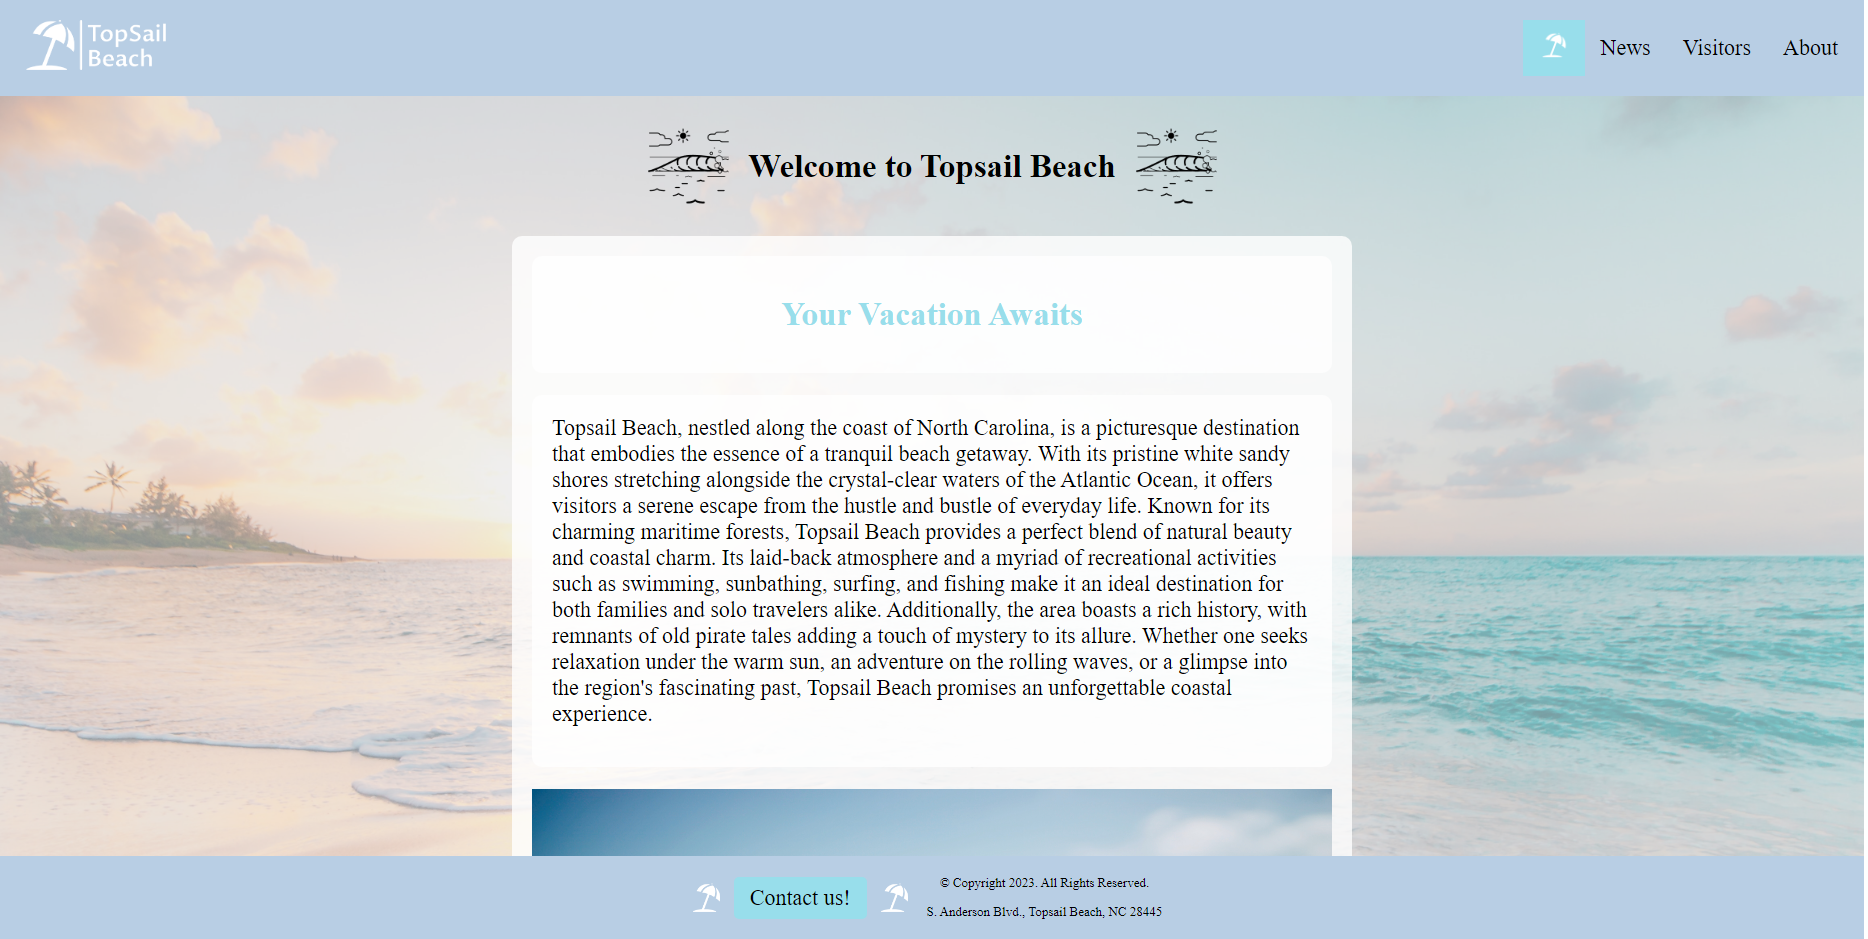 TopSail
Beach
News
Visitors
About
Welcome to Topsail Beach
Your Vacation Awaits
Topsail Beach, nestled along the coast of North Carolina, is a picturesque destination
that embodies the essence of a tranquil beach getaway. With its pristine white sandy
shores stretching alongside the crystal-clear waters of the Atlantic Ocean, it offers
visitors a serene escape from the hustle and bustle of everyday life. Known for its
charming maritime forests, Topsail Beach provides a perfect blend of natural beauty
and coastal charm. Its laid-back atmosphere and a myriad of recreational activities
such as swimming, sunbathing, surfing, and fishing make it an ideal destination for
both families and solo travelers alike. Additionally, the area boasts a rich history, with
remnants of old pirate tales adding a touch of mystery to its allure. Whether one seeks
relaxation under the warm sun, an adventure on the rolling waves, or a glimpse into
the region's fascinating past, Topsail Beach promises an unforgettable coastal
experience.
Contact us!
© Copyright 2023. All Rights Reserved.
S. Anderson Blvd., Topsail Beach, NC 28445